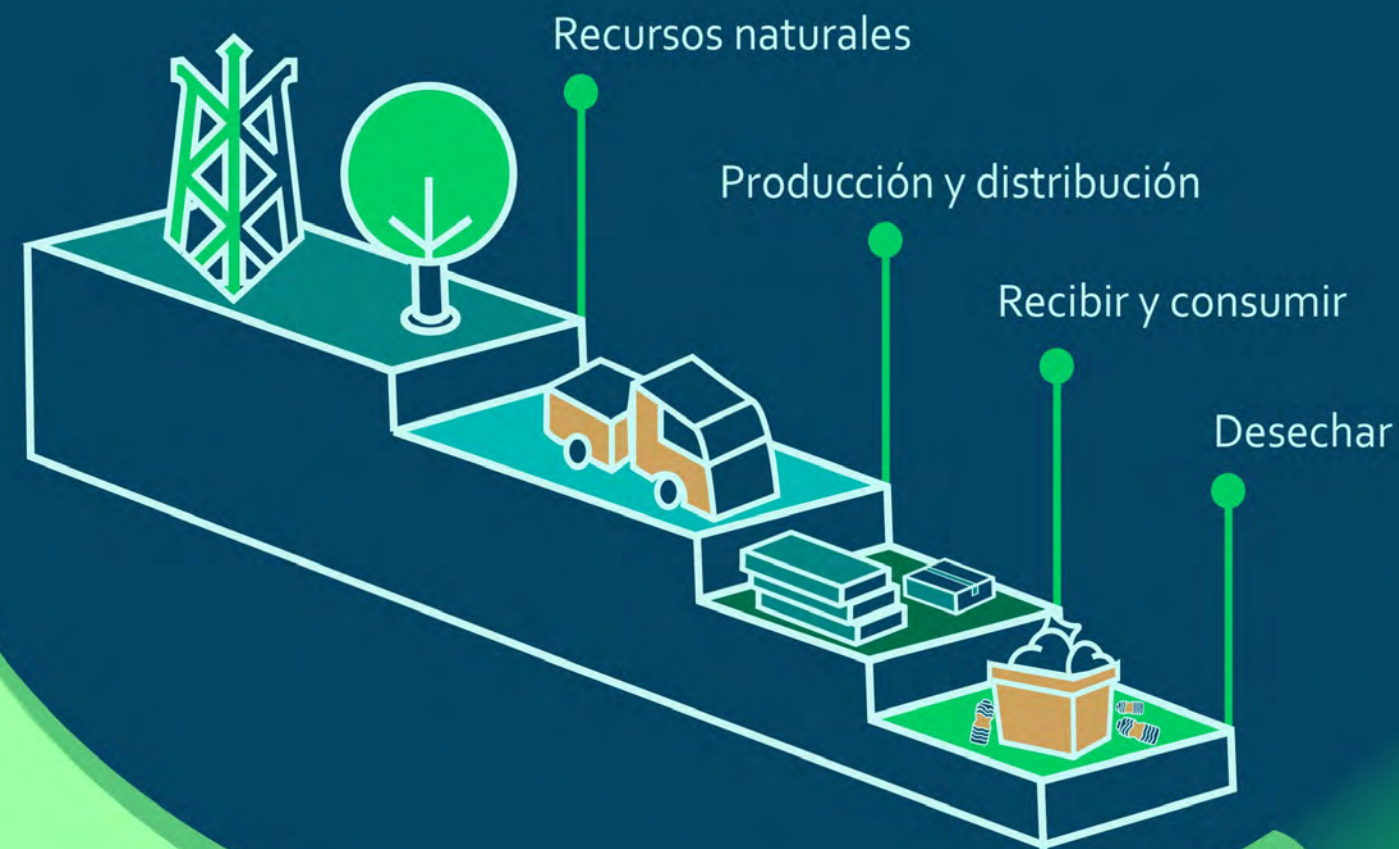 Recursos naturales
Producción y distribución
Recibir y consumir
Desechar